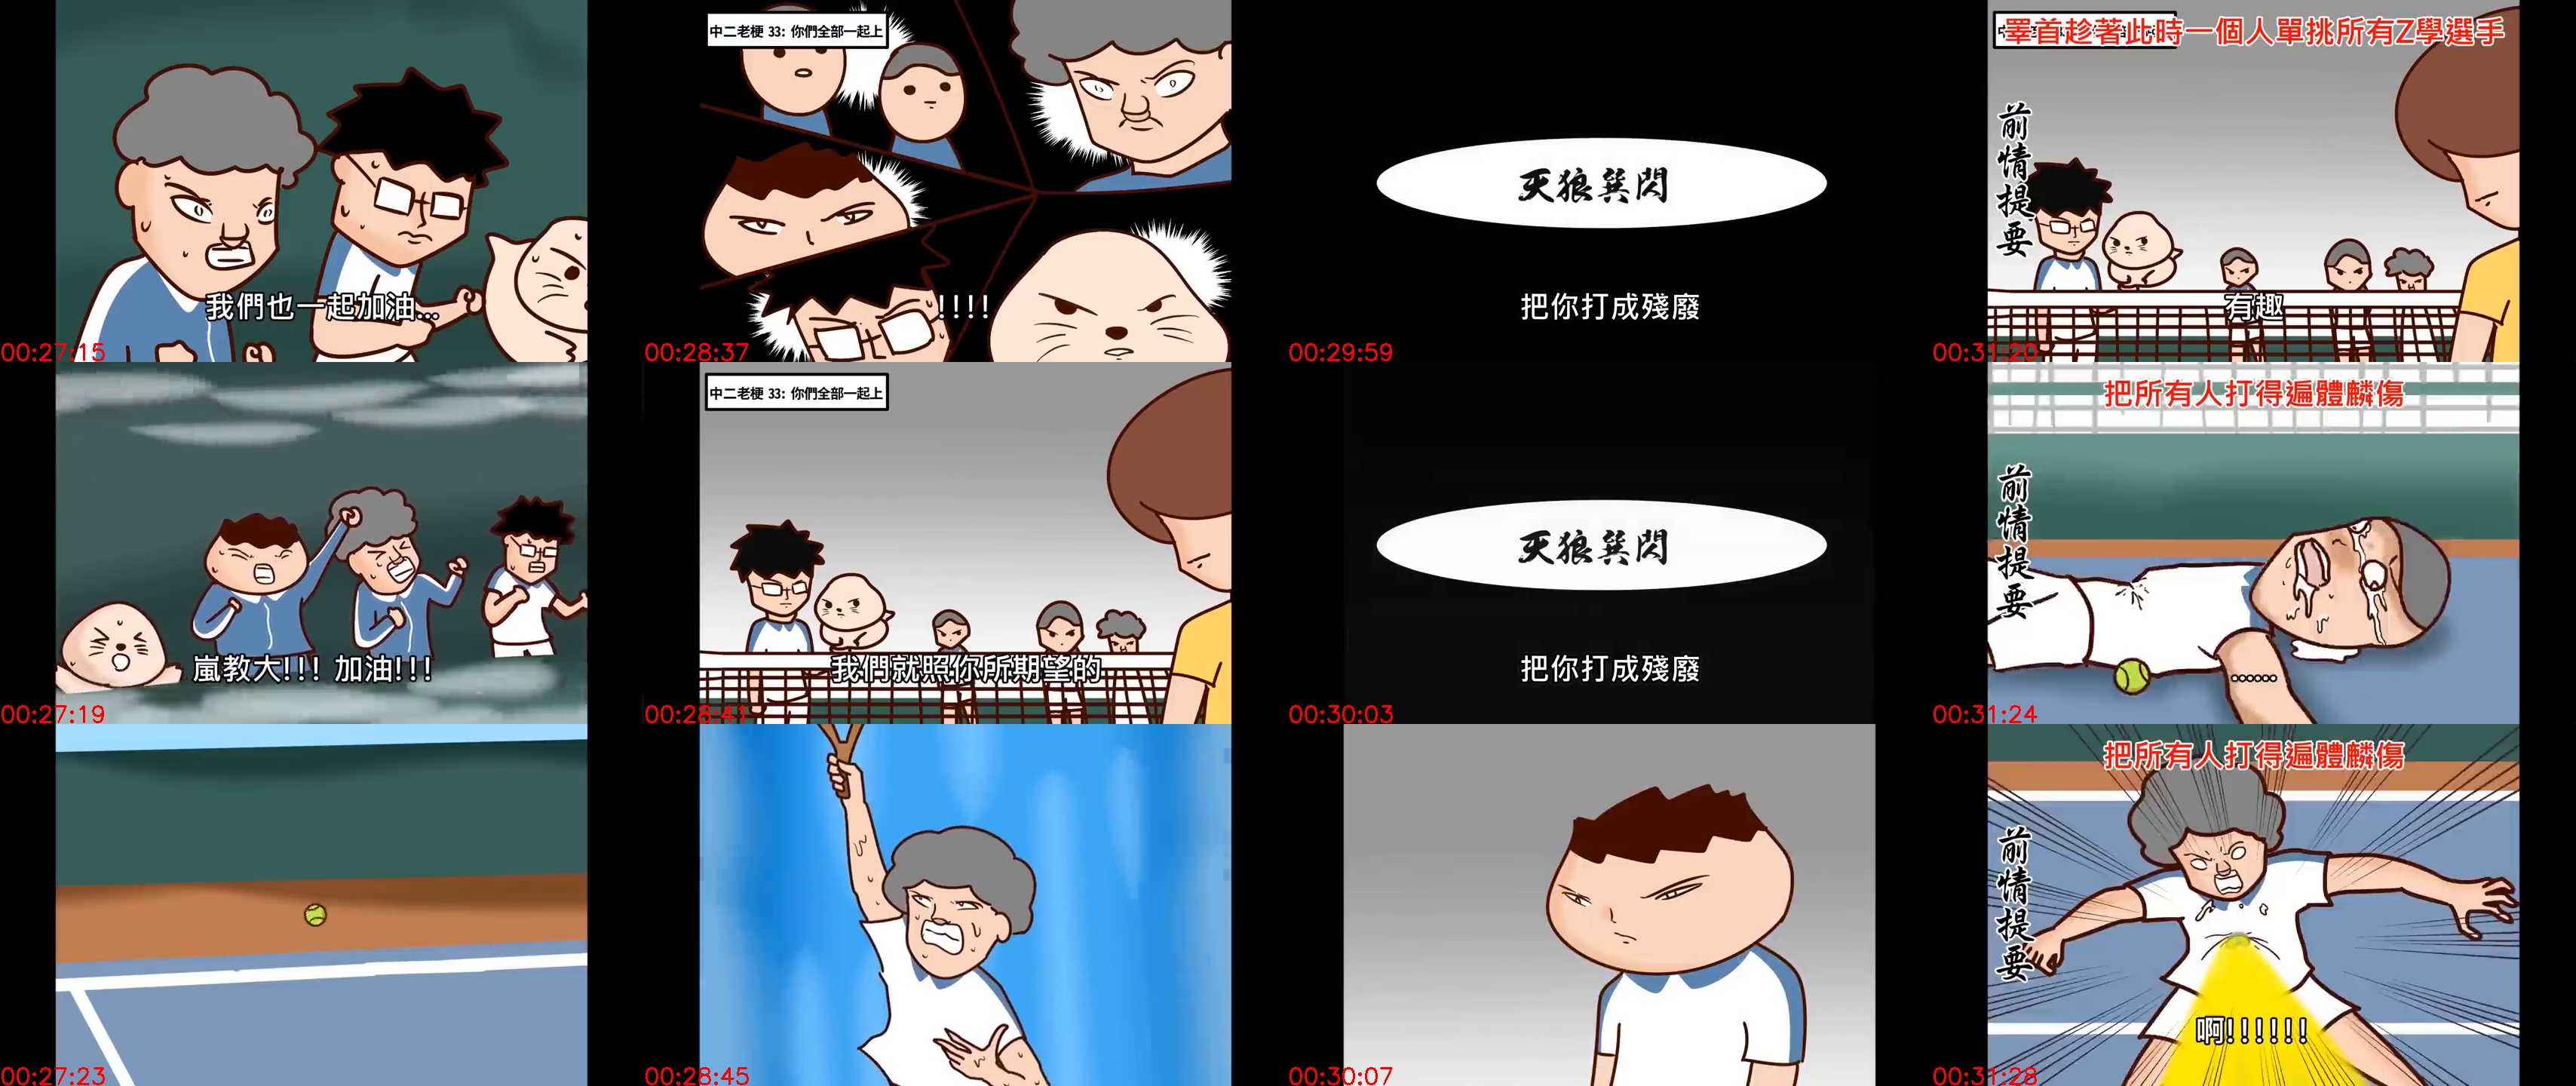 我們也一起加油...
00:27:15
中二老梗 33: 你們全部一起上
!!!!
00:28:37
天狼巽閃
把你打成殘廢
00:29:59
睪首趁著此時一個人單挑所有Z學選手
前情提要
有趣
00:31:20
嵐教大!!! 加油!!!
00:27:19
中二老梗 33: 你們全部一起上
我們就照你所期望的
00:28:41
天狼巽閃
把你打成殘廢
00:30:03
把所有人打得遍體麟傷
前情提要
......
00:31:24
00:27:23
00:28:45
00:30:07
把所有人打得遍體麟傷
前情提要
啊!!!!!!
00:31:28